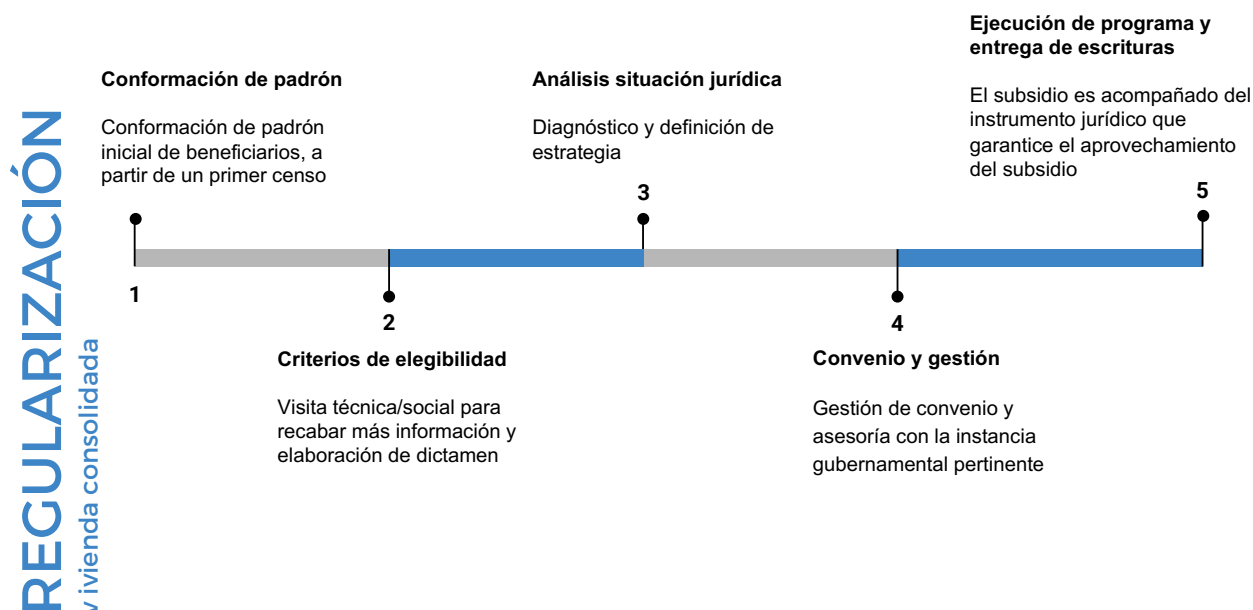 REGULARIZACIÓN
vivienda consolidada
Conformación de padrón
Conformación de padrón
inicial de beneficiarios, a
partir de un primer censo
1
2
Criterios de elegibilidad
Visita técnica/social para
recabar más información y
elaboración de dictamen
Análisis situación jurídica
Diagnóstico y definición de
estrategia
3
4
Convenio y gestión
Gestión de convenio y
asesoría con la instancia
gubernamental pertinente
Ejecución de programa y
entrega de escrituras
El subsidio es acompañado del
instrumento jurídico que
garantice el aprovechamiento
del subsidio
5